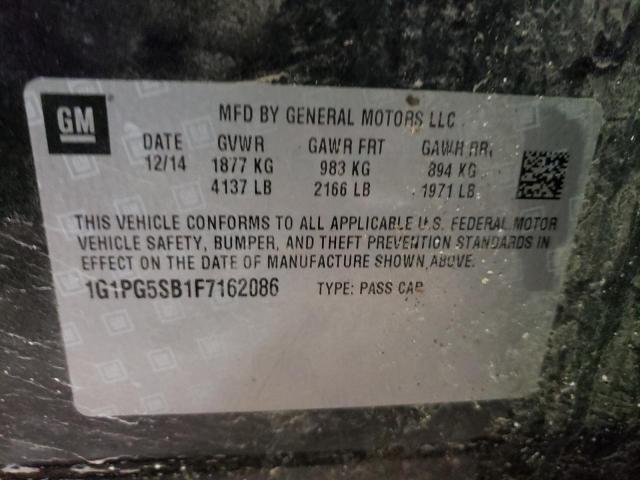 GM
MFD BY GENERAL MOTORS LLC
DATE GVWR GAWR FRT GAWR RR
12/14 1877 KG 983 KG 894 KG
4137 LB 2166 LB 1971 LB
THIS VEHICLE CONFORMS TO ALL APPLICABLE U.S. FEDERAL MOTOR
VEHICLE SAFETY, BUMPER, AND THEFT PREVENTION STANDARDS IN
EFFECT ON THE DATE OF MANUFACTURE SHOWN ABOVE.
1G1PG5SB1F7162086 TYPE: PASS CAR